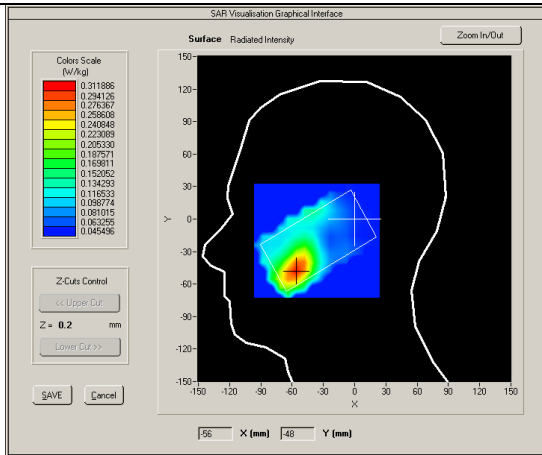 SAR Visualisation Graphical Interface
Surface Radiated Intensity
Zoom In/Out
Colors Scale
(W/kg)
0.311886
0.294126
0.276367
0.258608
0.240848
0.223089
0.205330
0.187571
0.169811
0.152052
0.134293
0.116533
0.098774
0.081015
0.063255
0.045496
Z-Cuts Control
<< Upper Cut
Z = 0.2 mm
Lower Cut >>
SAVE
Cancel
150-
120-
90-
60-
30-
0-
-30-
-60-
-90-
-120-
-150-
Y
-150 -120 -90 -60 -30 0 30 60 90 120 150
X
-56 X (mm) -48 Y (mm)